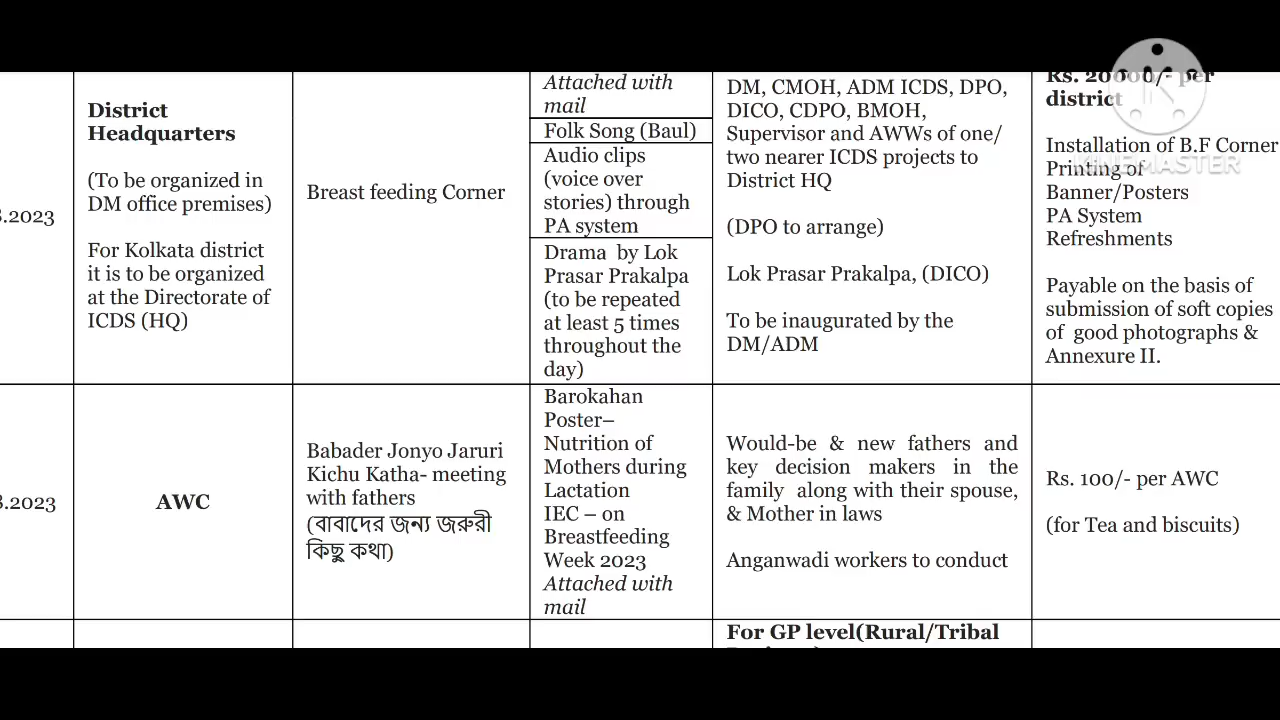 8.2023
District
Headquarters
(To be organized in
DM office premises)
For Kolkata district
it is to be organized
at the Directorate of
ICDS (HQ)
Breast feeding Corner
Attached with
mail
Folk Song (Baul)
Audio clips
(voice over
stories) through
PA system
Drama by Lok
Prasar Prakalpa
(to be repeated
at least 5 times
throughout the
day)
DM, CMOH, ADM ICDS, DPO,
DICO, CDPO, BMOH,
Supervisor and AWWs of one/
two nearer ICDS projects to
District HQ
(DPO to arrange)
Lok Prasar Prakalpa, (DICO)
To be inaugurated by the
DM/ADM
Rs. 20000/- per
district
Installation of B.F Corner
Printing of
Banner/Posters
PA System
Refreshments
Payable on the basis of
submission of soft copies
of good photographs &
Annexure II.
8.2023
AWC
Babader Jonyo Jaruri
Kichu Katha- meeting
with fathers
(বাবাদের জন্য জরুরী
কিছু কথা)
Barokahan
Poster–
Nutrition of
Mothers during
Lactation
IEC – on
Breastfeeding
Week 2023
Attached with
mail
Would-be & new fathers and
key decision makers in the
family along with their spouse,
& Mother in laws
Anganwadi workers to conduct
Rs. 100/- per AWC
(for Tea and biscuits)
For GP level(Rural/Tribal
KINEMASTER